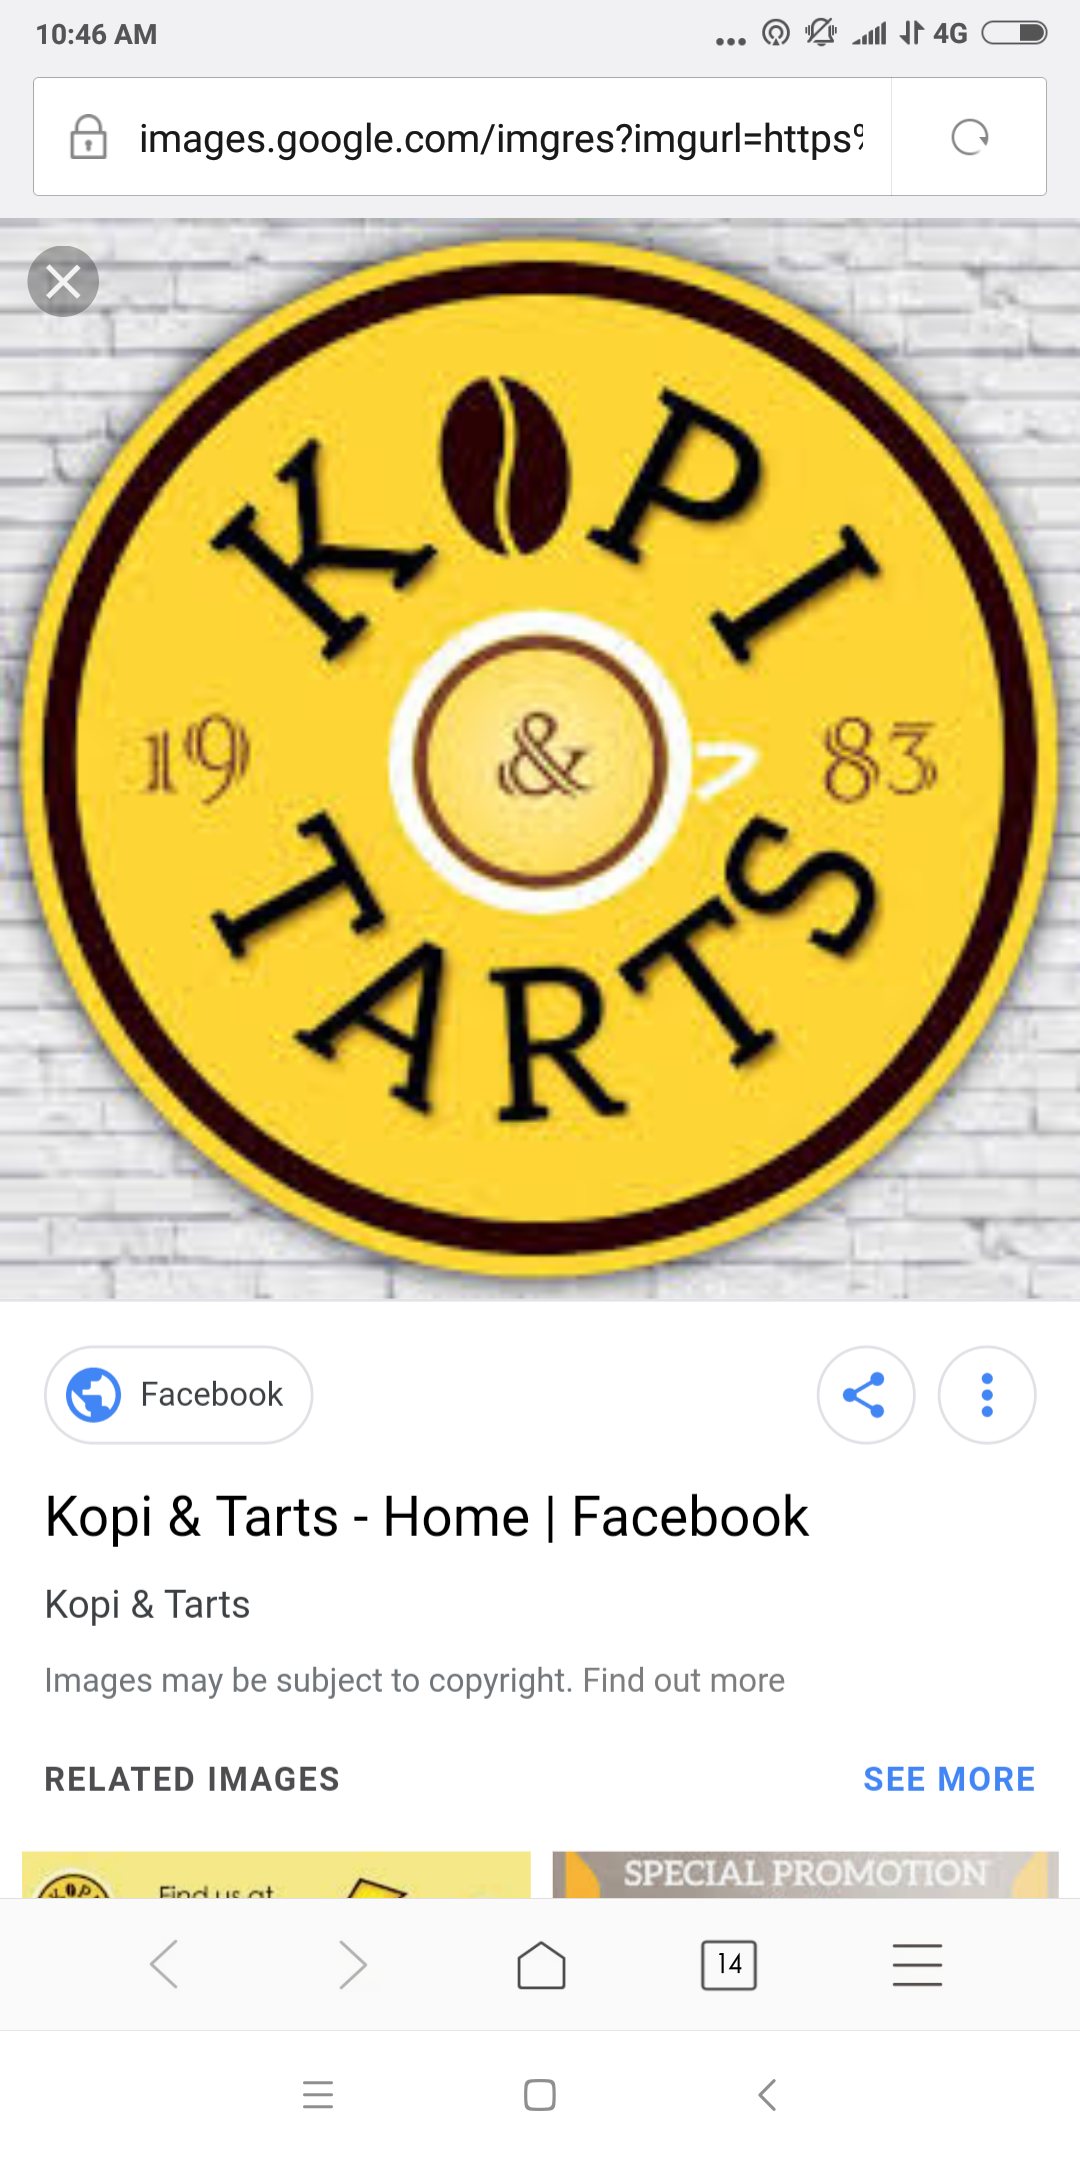 10:46 AM
4G
images.google.com/imgres?imgurl=https%
KOPI
19 & 83
TARTS
Facebook
Kopi & Tarts - Home | Facebook
Kopi & Tarts
Images may be subject to copyright. Find out more
RELATED IMAGES SEE MORE
KOPI Find us at
SPECIAL PROMOTION
14